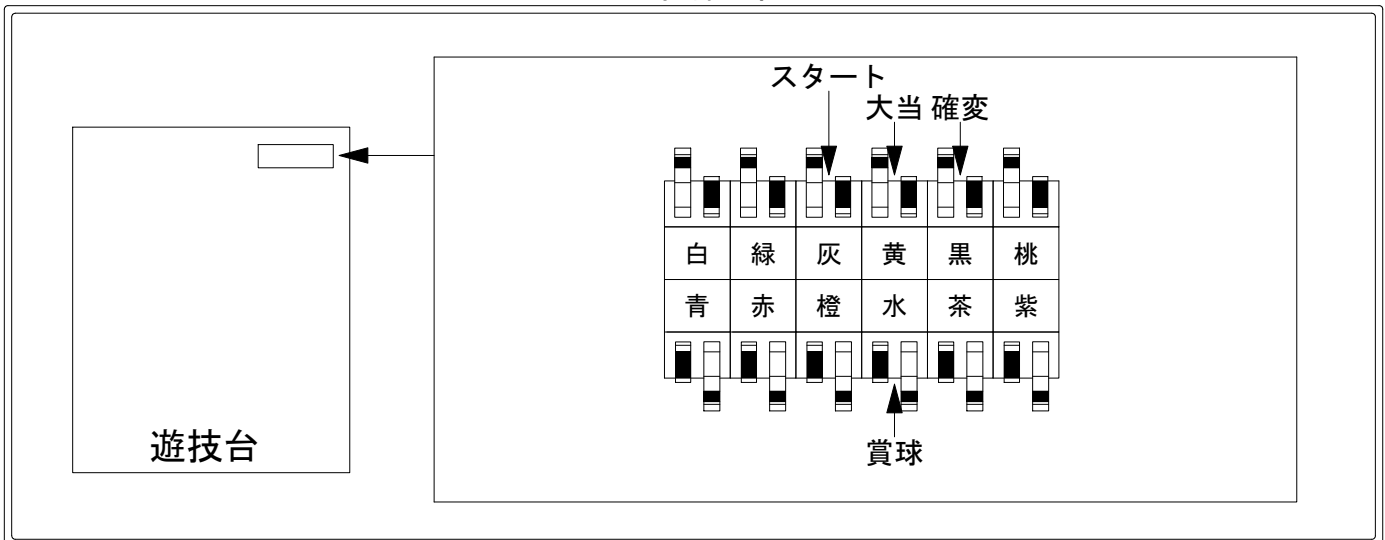 スタート
大当 確変
白 緑 灰 黄 黒 桃
青 赤 橙 水 茶 紫
遊技台
賞球